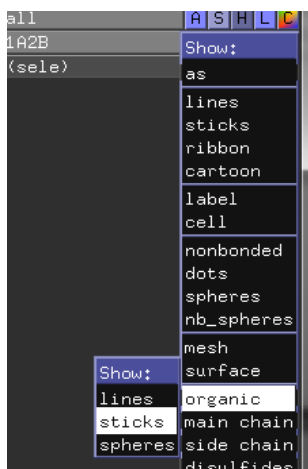 all A S H L C
1A2B
(sele)
Show:
as
lines
sticks
ribbon
cartoon
label
cell
nonbonded
dots
spheres
nb_spheres
mesh
surface
organic
main chain
side chain
disulfides
Show:
lines
sticks
spheres